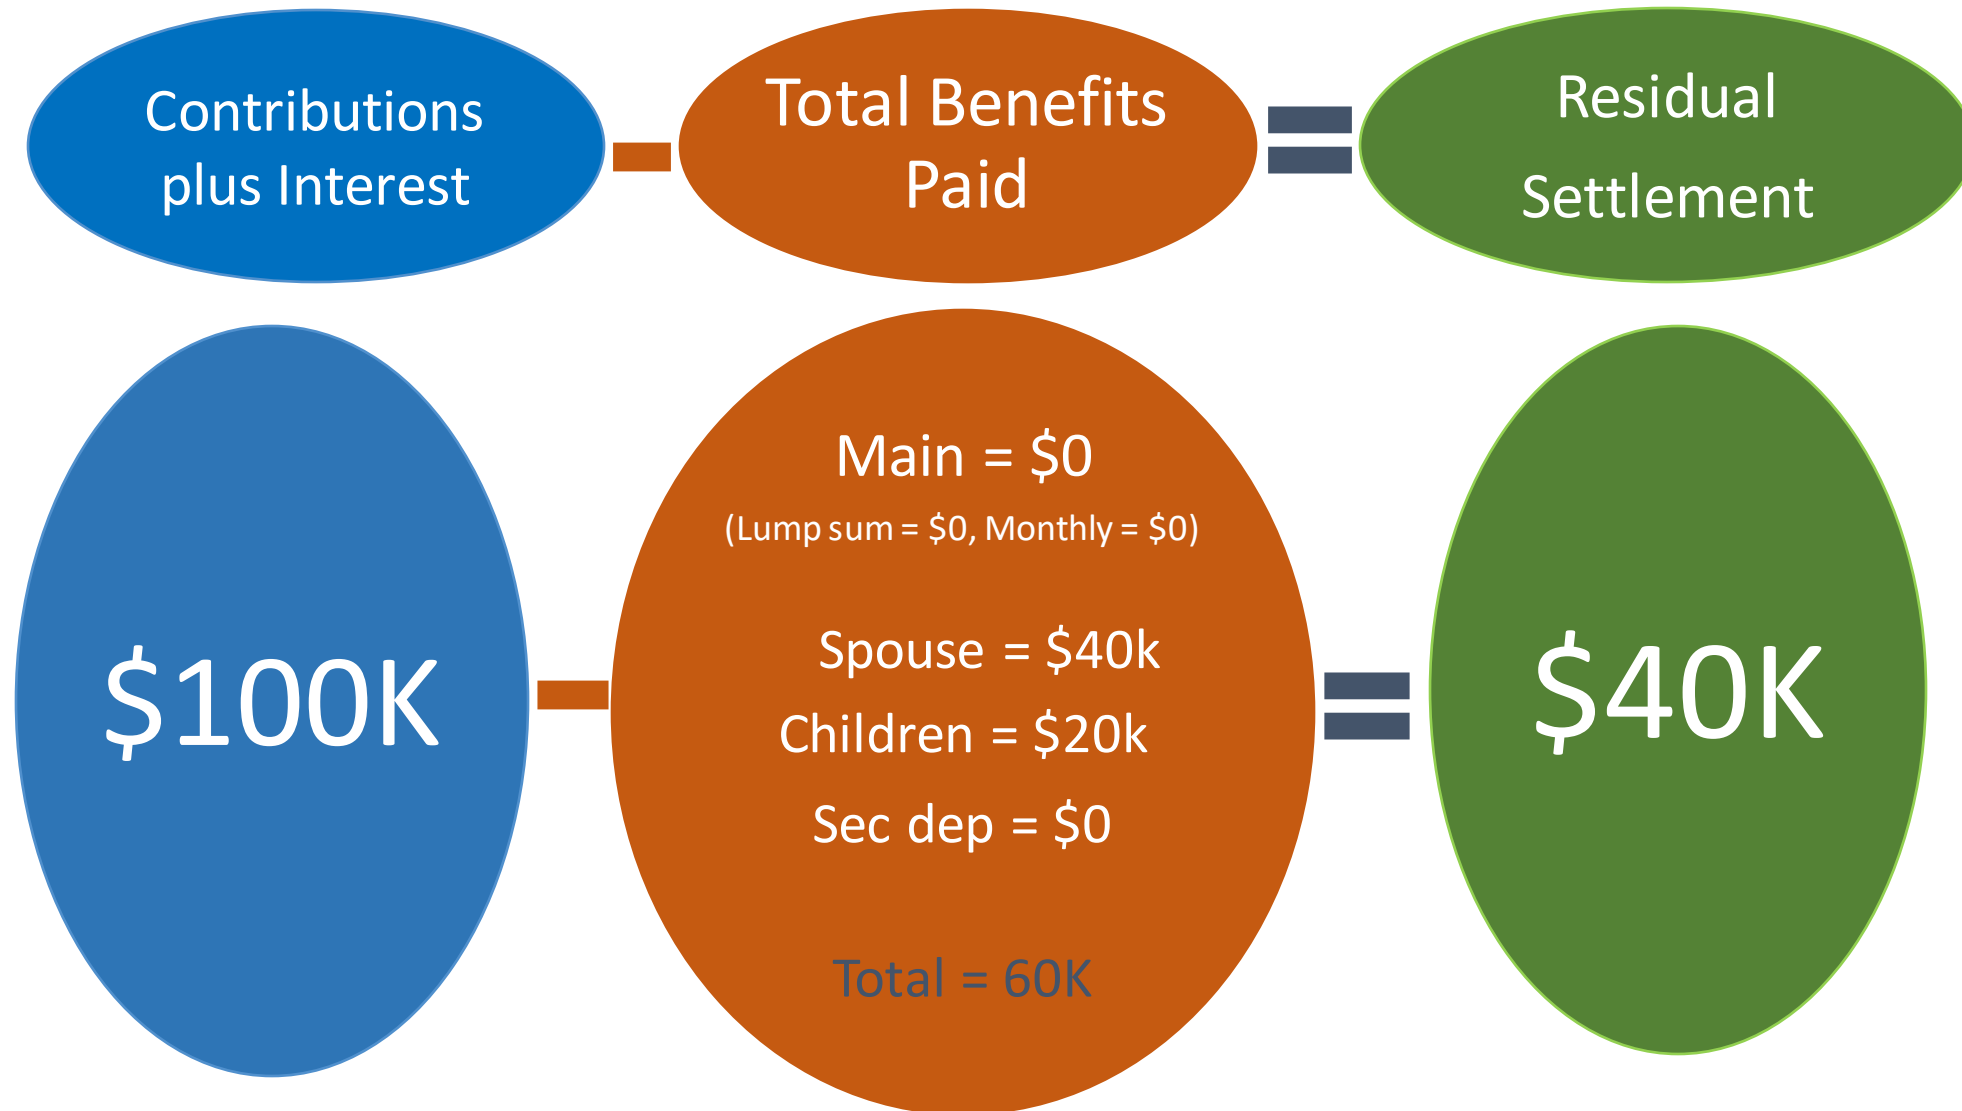 Contributions
plus Interest
Total Benefits
Paid
Residual
Settlement
$100K
Main = $0
(Lump sum = $0, Monthly = $0)
Spouse = $40k
Children = $20k
Sec dep = $0
Total = 60K
$40K